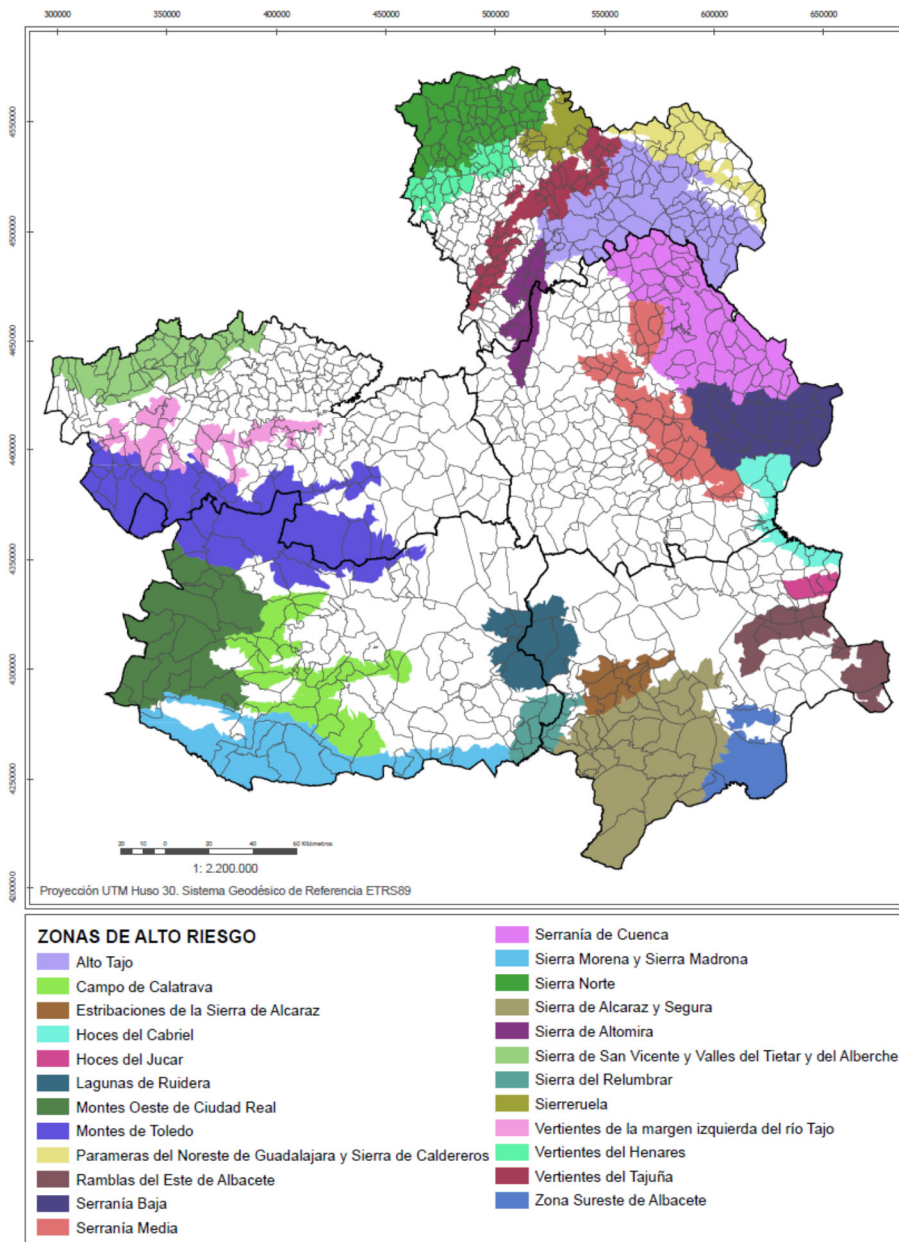 300000 350000 400000 450000 500000 550000 600000 650000
4550000
4500000
4450000
4400000
4350000
4300000
4250000
4200000
20 10 0 20 40 60 Kilómetros
1: 2.200.000
Proyección UTM Huso 30. Sistema Geodésico de Referencia ETRS89
ZONAS DE ALTO RIESGO
Alto Tajo
Campo de Calatrava
Estribaciones de la Sierra de Alcaraz
Hoces del Cabriel
Hoces del Jucar
Lagunas de Ruidera
Montes Oeste de Ciudad Real
Montes de Toledo
Parameras del Noreste de Guadalajara y Sierra de Caldereros
Ramblas del Este de Albacete
Serranía Baja
Serranía Media
Serranía de Cuenca
Sierra Morena y Sierra Madrona
Sierra Norte
Sierra de Alcaraz y Segura
Sierra de Altomira
Sierra de San Vicente y Valles del Tietar y del Alberche
Sierra del Relumbrar
Sierreruela
Vertientes de la margen izquierda del río Tajo
Vertientes del Henares
Vertientes del Tajuña
Zona Sureste de Albacete